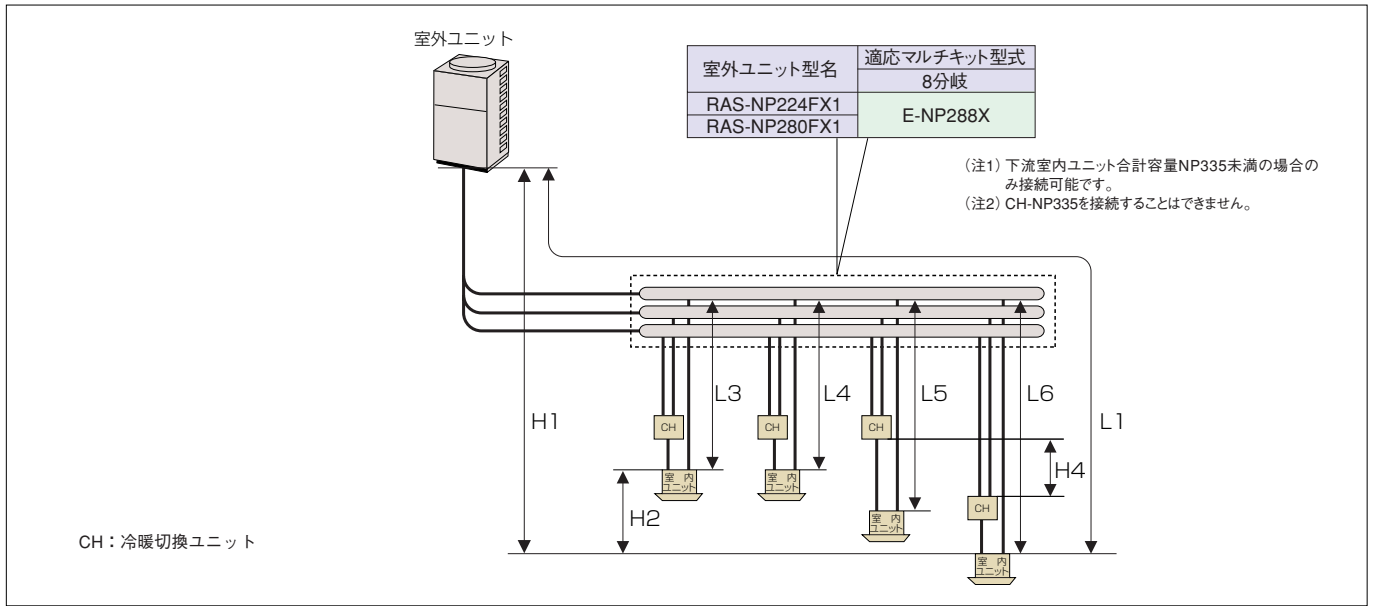 室外ユニット
室外ユニット型名
適応マルチキット型式
8分岐
RAS-NP224FX1
RAS-NP280FX1
E-NP288X
（注1）下流室内ユニット合計容量NP335未満の場合の
み接続可能です。
（注2）CH-NP335を接続することはできません。
H1
L3
L4
L5
L6
L1
CH
CH
CH
H4
室内
ユニット
室内
ユニット
H2
CH
室内
ユニット
CH：冷暖切換ユニット
室内
ユニット